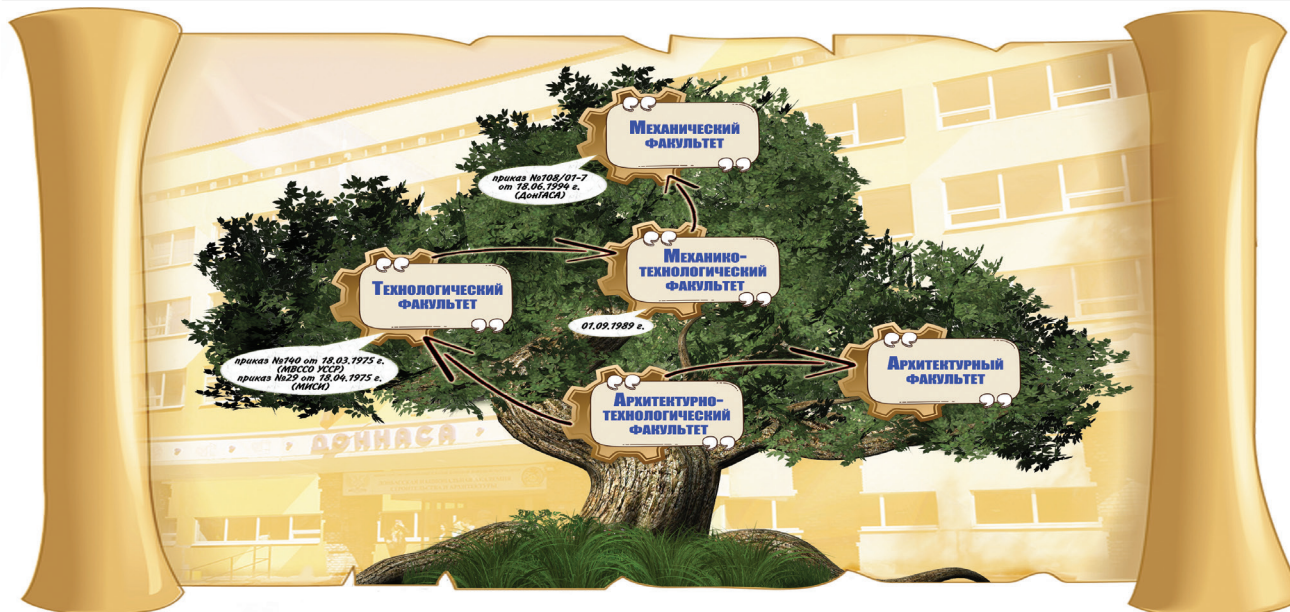 Механический
факультет
приказ №108/01-7
от 18.06.1994 г.
(ДонГАСА)
Механико-
технологический
факультет
Технологический
факультет
01.09.1989 г.
приказ №140 от 18.03.1975 г.
(МВССО УССР)
приказ №29 от 18.04.1975 г.
(МИСИ)
Архитектурный
факультет
Архитектурно-
технологический
факультет
ДОННАСА